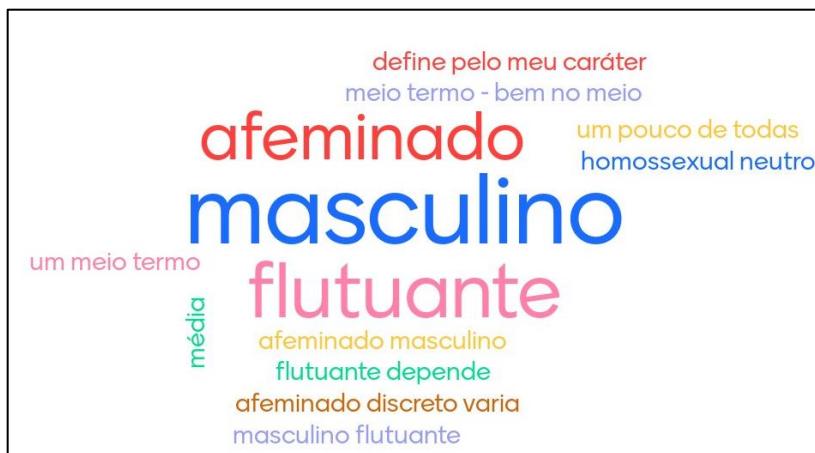 define pelo meu caráter
meio termo - bem no meio
afeminado
um pouco de todas
homossexual neutro
masculino
um meio termo
flutuante
média
afeminado masculino
flutuante depende
afeminado discreto varia
masculino flutuante